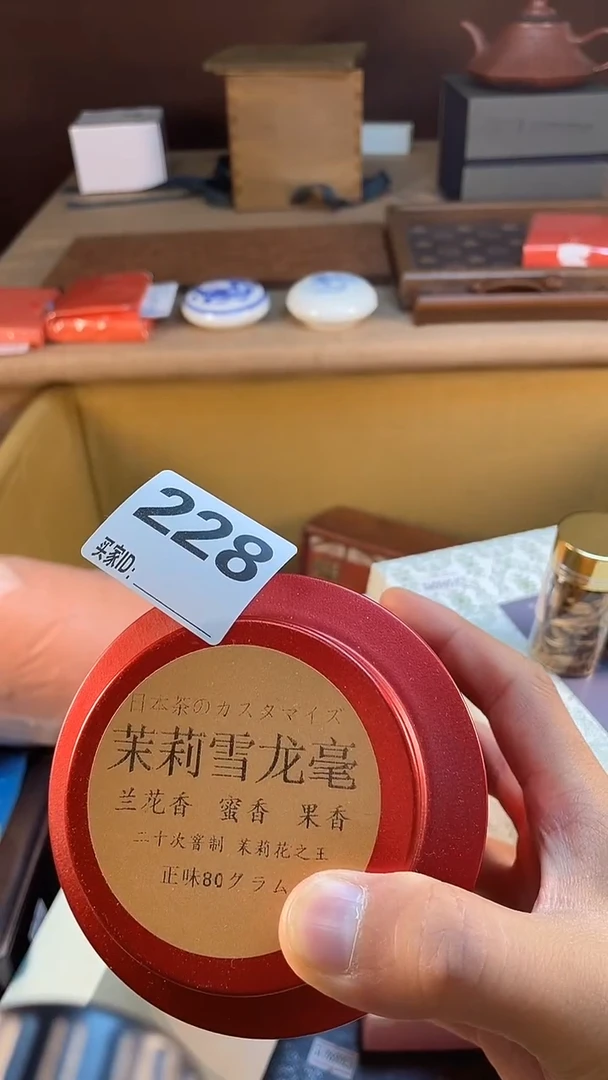 228
买家ID:
日本茶のカスタマイズ
茉莉雪龙毫
兰花香 蜜香 果香
二十次窨制 茉莉花之王
正味80グラム